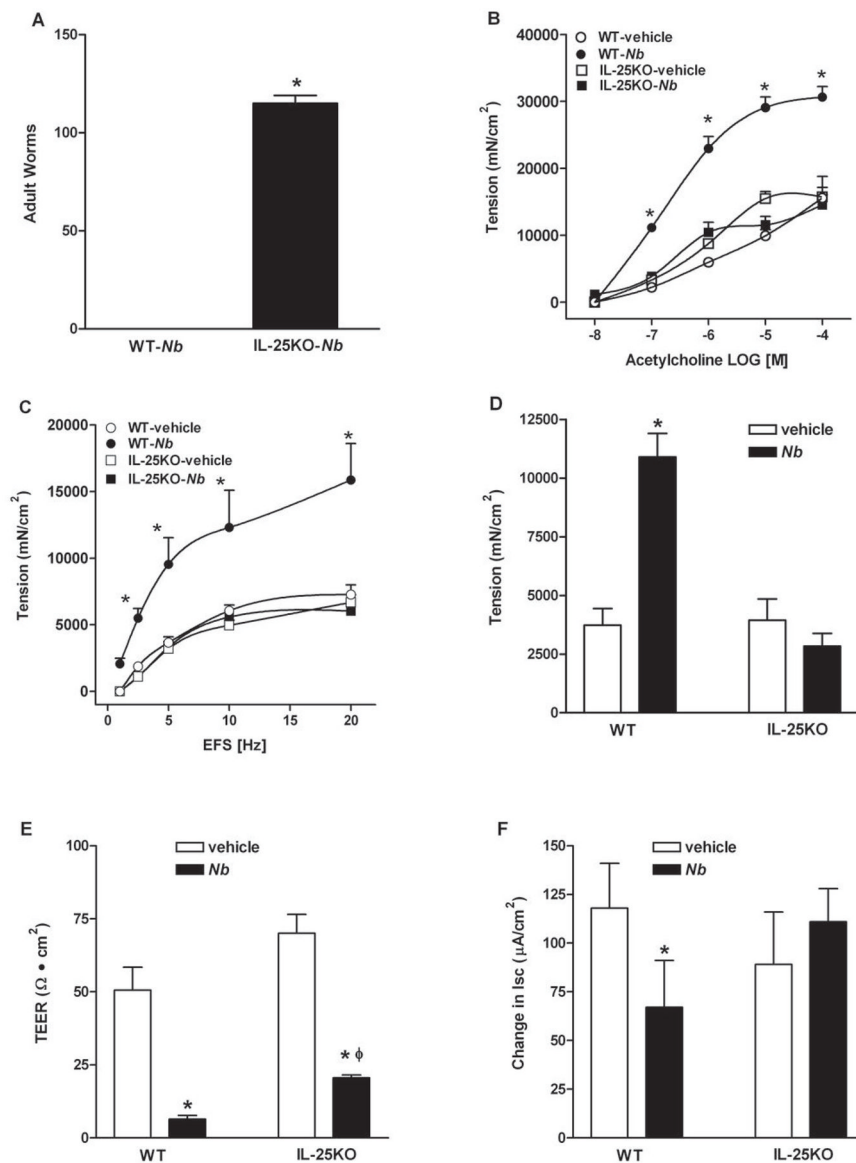 A
150
100
50
0
Adult Worms
*
WT-Nb
IL-25KO-Nb
B
WT-vehicle
WT-Nb
IL-25KO-vehicle
IL-25KO-Nb
40000
30000
20000
10000
0
Tension (mN/cm²)
* * * *
-8 -7 -6 -5 -4
Acetylcholine LOG [M]
C
WT-vehicle
WT-Nb
IL-25KO-vehicle
IL-25KO-Nb
20000
15000
10000
5000
0
Tension (mN/cm²)
* * * * *
0 5 10 15 20
EFS [Hz]
D
vehicle
Nb
12500
10000
7500
5000
2500
0
Tension (mN/cm²)
*
WT
IL-25KO
E
vehicle
Nb
100
75
50
25
0
TEER (Ω • cm²)
*
* ϕ
WT
IL-25KO
F
vehicle
Nb
150
125
100
75
50
25
0
Change in Isc (μA/cm²)
*
WT
IL-25KO